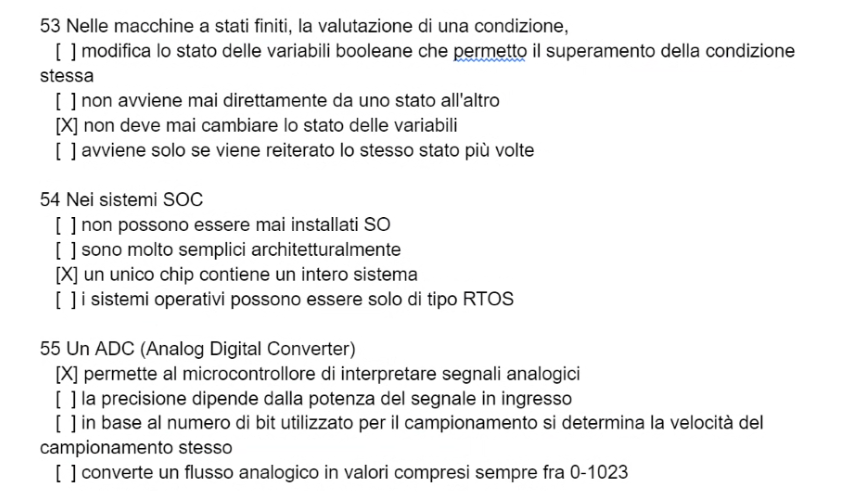 53 Nelle macchine a stati finiti, la valutazione di una condizione,
[ ] modifica lo stato delle variabili booleane che permetto il superamento della condizione
stessa
[ ] non avviene mai direttamente da uno stato all'altro
[X] non deve mai cambiare lo stato delle variabili
[ ] avviene solo se viene reiterato lo stesso stato più volte
54 Nei sistemi SOC
[ ] non possono essere mai installati SO
[ ] sono molto semplici architetturalmente
[X] un unico chip contiene un intero sistema
[ ] i sistemi operativi possono essere solo di tipo RTOS
55 Un ADC (Analog Digital Converter)
[X] permette al microcontrollore di interpretare segnali analogici
[ ] la precisione dipende dalla potenza del segnale in ingresso
[ ] in base al numero di bit utilizzato per il campionamento si determina la velocità del
campionamento stesso
[ ] converte un flusso analogico in valori compresi sempre fra 0-1023